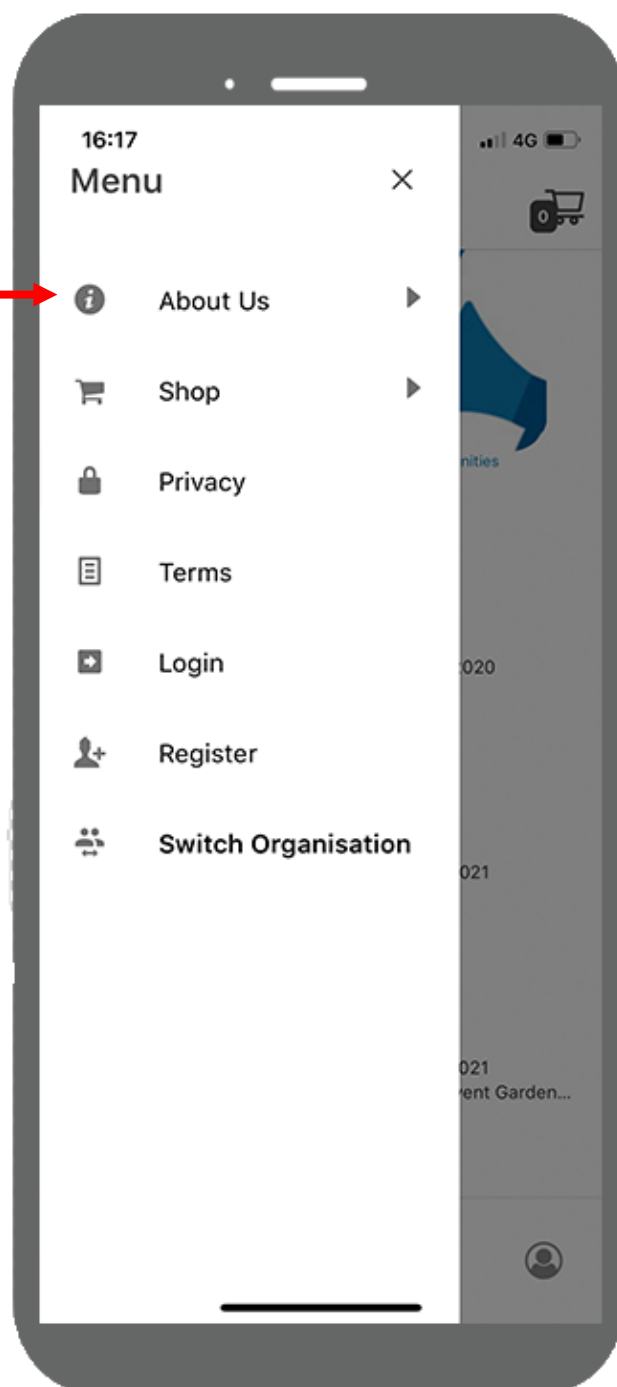 16:17
4G
Menu
0
About Us
Shop
nities
Privacy
Terms
Login
020
Register
Switch Organisation
021
021
ent Garden...